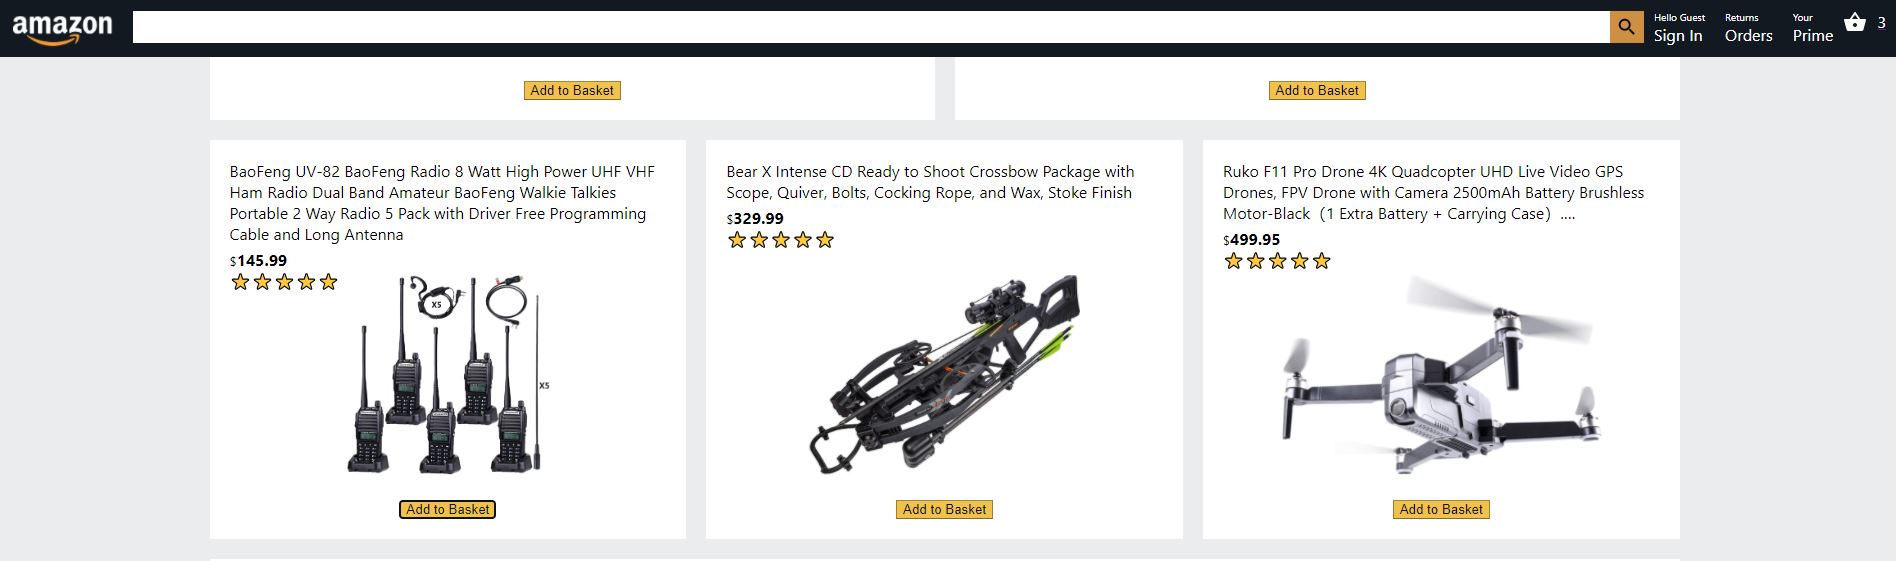 amazon
Hello Guest
Sign In
Returns
Orders
Your
Prime
3
Add to Basket
Add to Basket
BaoFeng UV-82 BaoFeng Radio 8 Watt High Power UHF VHF
Ham Radio Dual Band Amateur BaoFeng Walkie Talkies
Portable 2 Way Radio 5 Pack with Driver Free Programming
Cable and Long Antenna
$145.99
X5
X5
Add to Basket
Bear X Intense CD Ready to Shoot Crossbow Package with
Scope, Quiver, Bolts, Cocking Rope, and Wax, Stoke Finish
$329.99
Add to Basket
Ruko F11 Pro Drone 4K Quadcopter UHD Live Video GPS
Drones, FPV Drone with Camera 2500mAh Battery Brushless
Motor-Black（1 Extra Battery + Carrying Case）....
$499.95
Add to Basket